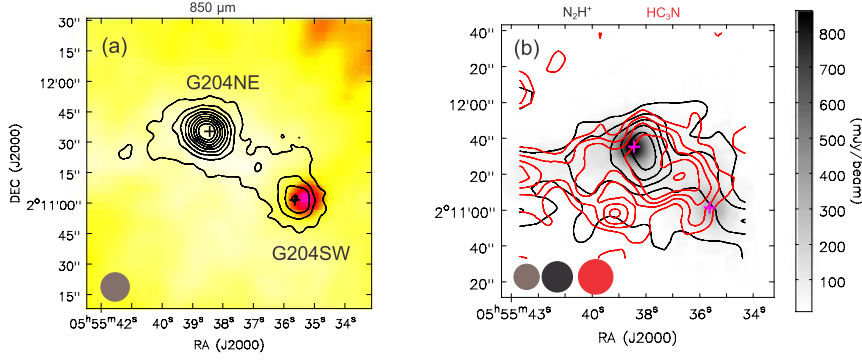 850 μm
(a)
G204NE
G204SW
30''
15''
12'00''
45''
30''
15''
2°11'00''
45''
30''
15''
DEC (J2000)
05ʰ55ᵐ42ˢ 40ˢ 39ˢ 38ˢ 37ˢ 36ˢ 35ˢ 34ˢ
RA (J2000)
N₂H⁺ HC₃N
(b)
40''
20''
12'00''
40''
20''
2°11'00''
40''
20''
05ʰ55ᵐ43ˢ 40ˢ 38ˢ 36ˢ 34ˢ
RA (J2000)
800
700
600
500
400
300
200
100
(mJy/beam)